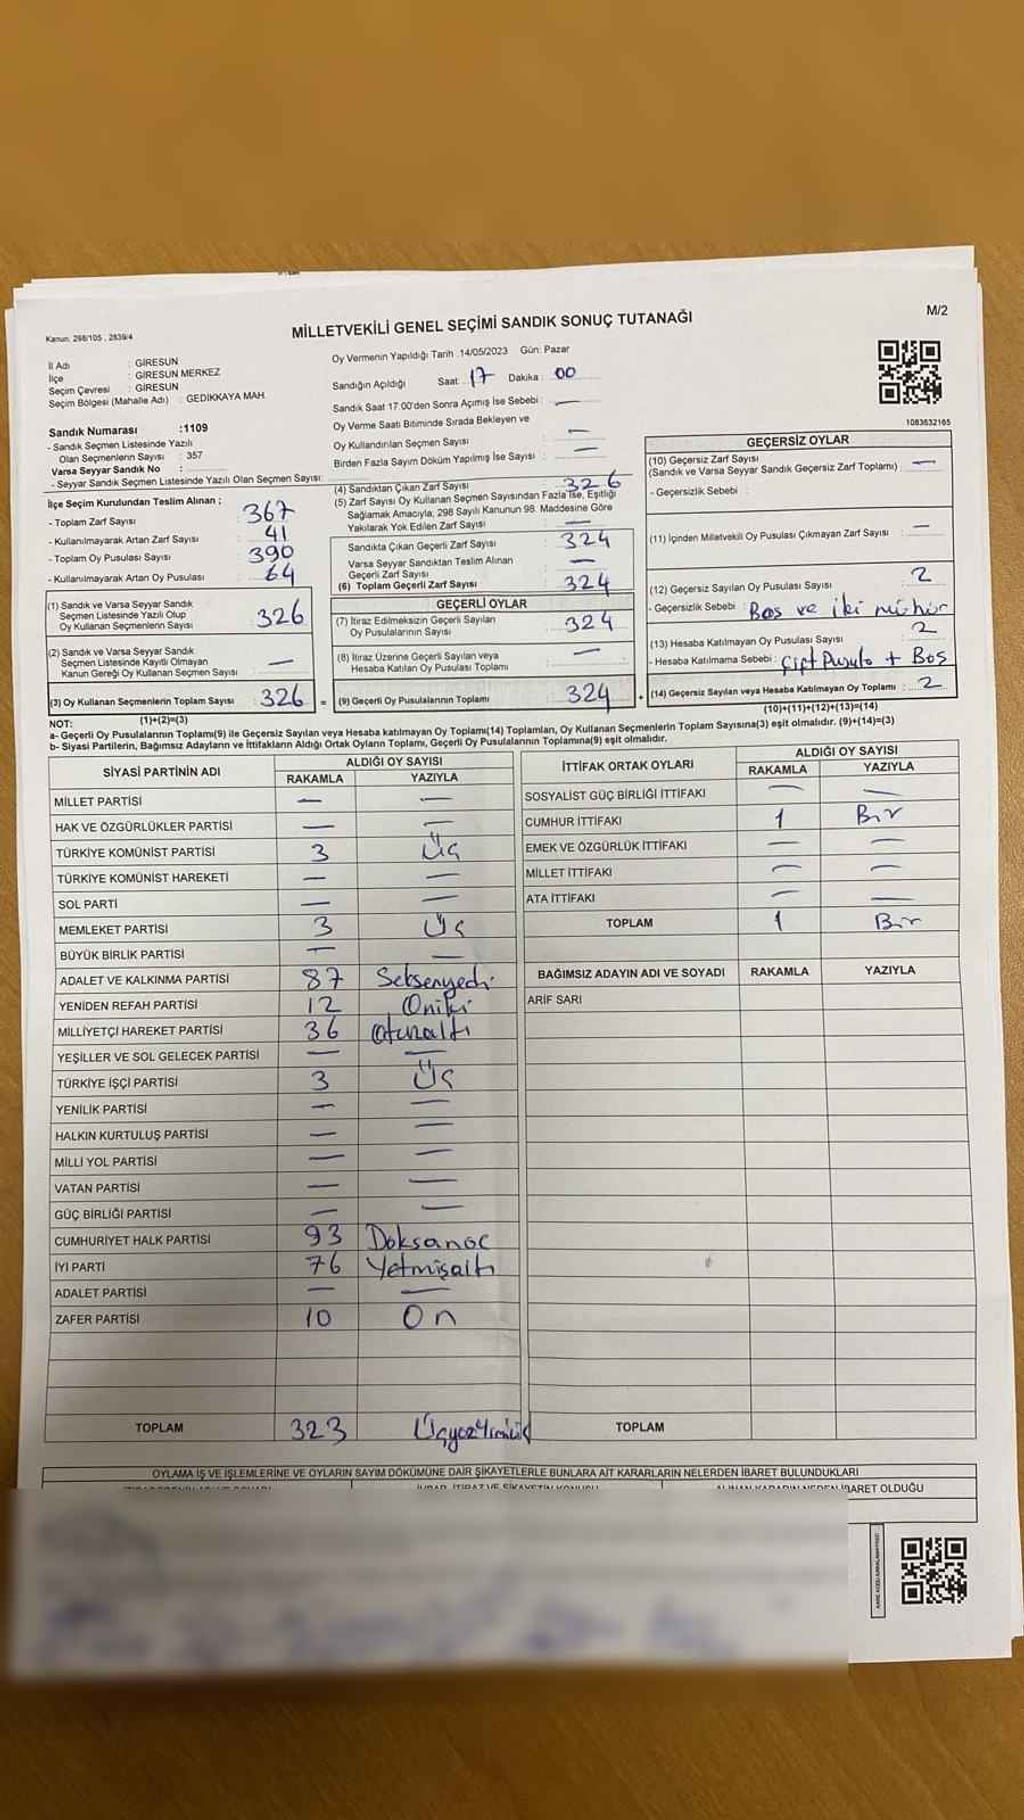 M/2
Kanun: 298/105 , 2839/4
MİLLETVEKİLİ GENEL SEÇİMİ SANDIK SONUÇ TUTANAĞI
İl Adı : GİRESUN
İlçe : GİRESUN MERKEZ
Seçim Çevresi : GİRESUN
Seçim Bölgesi (Mahalle Adı) : GEDİKKAYA MAH.
Sandık Numarası :1109
- Sandık Seçmen Listesinde Yazılı
Olan Seçmenlerin Sayısı : 357
Varsa Seyyar Sandık No :
- Seyyar Sandık Seçmen Listesinde Yazılı Olan Seçmen Sayısı:
İlçe Seçim Kurulundan Teslim Alınan ;
- Toplam Zarf Sayısı : 367
- Kullanılmayarak Artan Zarf Sayısı : 41
- Toplam Oy Pusulası Sayısı : 390
- Kullanılmayarak Artan Oy Pusulası : 64
(1) Sandık ve Varsa Seyyar Sandık
Seçmen Listesinde Yazılı Olup
Oy Kullanan Seçmenlerin Sayısı : 326
(2) Sandık ve Varsa Seyyar Sandık
Seçmen Listesinde Kayıtlı Olmayan
Kanun Gereği Oy Kullanan Seçmen Sayısı : —
(3) Oy Kullanan Seçmenlerin Toplam Sayısı : 326
Oy Vermenin Yapıldığı Tarih :14/05/2023 Gün: Pazar
Sandığın Açıldığı Saat: 17 Dakika : 00
Sandık Saat 17:00'den Sonra Açımış İse Sebebi : —
Oy Verme Saati Bitiminde Sırada Bekleyen ve
Oy Kullandırılan Seçmen Sayısı : —
Birden Fazla Sayım Döküm Yapılmış İse Sayısı : —
(4) Sandıktan Çıkan Zarf Sayısı : 326
(5) Zarf Sayısı Oy Kullanan Seçmen Sayısından Fazla İse, Eşitliği
Sağlamak Amacıyla, 298 Sayılı Kanunun 98. Maddesine Göre
Yakılarak Yok Edilen Zarf Sayısı : —
Sandıkta Çıkan Geçerli Zarf Sayısı : 324
Varsa Seyyar Sandıktan Teslim Alınan
Geçerli Zarf Sayısı : —
(6) Toplam Geçerli Zarf Sayısı : 324
GEÇERLİ OYLAR
(7) İtiraz Edilmeksizin Geçerli Sayılan
Oy Pusulalarının Sayısı : 324
(8) İtiraz Üzerine Geçerli Sayılan veya
Hesaba Katılan Oy Pusulası Toplamı : —
= (9) Geçerli Oy Pusulalarının Toplamı : 324 +
1083632165
GEÇERSİZ OYLAR
(10) Geçersiz Zarf Sayısı : —
(Sandık ve Varsa Seyyar Sandık Geçersiz Zarf Toplamı)
- Geçersizlik Sebebi :
(11) İçinden Milletvekili Oy Pusulası Çıkmayan Zarf Sayısı : —
(12) Geçersiz Sayılan Oy Pusulası Sayısı : 2
- Geçersizlik Sebebi : Bos ve iki mühür
(13) Hesaba Katılmayan Oy Pusulası Sayısı : 2
- Hesaba Katılmama Sebebi : Çift Pusula + Bos
(14) Geçersiz Sayılan veya Hesaba Katılmayan Oy Toplamı : 2
(1)+(2)=(3)
(10)+(11)+(12)+(13)=(14)
NOT:
a- Geçerli Oy Pusulasının Toplamı(9) ile Geçersiz Sayılan veya Hesaba katılmayan Oy Toplamı(14) Toplamları, Oy Kullanan Seçmenlerin Toplam Sayısına(3) eşit olmalıdır. (9)+(14)=(3)
b- Siyasi Partilerin, Bağımsız Adayların ve İttifakların Aldığı Ortak Oyların Toplamı, Geçerli Oy Pusulalarının Toplamına(9) eşit olmalıdır.
SİYASİ PARTİNİN ADI ALDIĞI OY SAYISI
RAKAMLA YAZIYLA
MİLLET PARTİSİ — —
HAK VE ÖZGÜRLÜKLER PARTİSİ — —
TÜRKİYE KOMÜNİST PARTİSİ 3 Üç
TÜRKİYE KOMÜNİST HAREKETİ — —
SOL PARTİ — —
MEMLEKET PARTİSİ 3 Üç
BÜYÜK BİRLİK PARTİSİ — —
ADALET VE KALKINMA PARTİSİ 87 Seksenyedi
YENİDEN REFAH PARTİSİ 12 Oniki
MİLLİYETÇİ HAREKET PARTİSİ 36 Otuzaltı
YEŞİLLER VE SOL GELECEK PARTİSİ — —
TÜRKİYE İŞÇİ PARTİSİ 3 Üç
YENİLİK PARTİSİ — —
HALKIN KURTULUŞ PARTİSİ — —
MİLLİ YOL PARTİSİ — —
VATAN PARTİSİ — —
GÜÇ BİRLİĞİ PARTİSİ — —
CUMHURİYET HALK PARTİSİ 93 Doksanüç
İYİ PARTİ 76 Yetmişaltı
ADALET PARTİSİ — —
ZAFER PARTİSİ 10 On
TOPLAM 323
İTTİFAK ORTAK OYLARI ALDIĞI OY SAYISI
RAKAMLA YAZIYLA
SOSYALİST GÜÇ BİRLİĞİ İTTİFAKI — —
CUMHUR İTTİFAKI 1 Bir
EMEK VE ÖZGÜRLÜK İTTİFAKI — —
MİLLET İTTİFAKI — —
ATA İTTİFAKI — —
TOPLAM 1 Bir
BAĞIMSIZ ADAYIN ADI VE SOYADI RAKAMLA YAZIYLA
ARİF SARI
TOPLAM
OYLAMA İŞ VE İŞLEMLERİNE VE OYLARIN SAYIM DÖKÜMÜNE DAİR ŞİKAYETLERLE BUNLARA AİT KARARLARIN NELERDEN İBARET BULUNDUKLARI
İBARET OLDUĞU